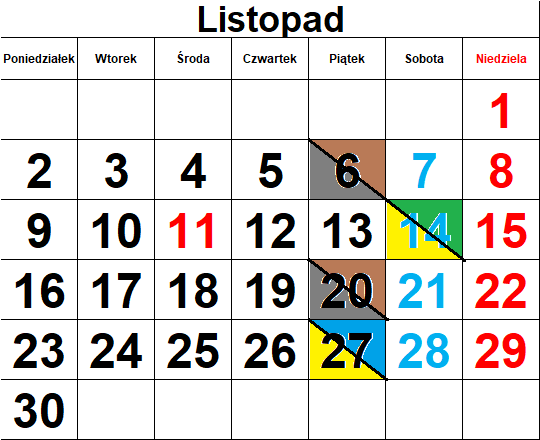 Listopad
Poniedziałek Wtorek Środa Czwartek Piątek Sobota Niedziela
1
2 3 4 5 6 7 8
9 10 11 12 13 14 15
16 17 18 19 20 21 22
23 24 25 26 27 28 29
30